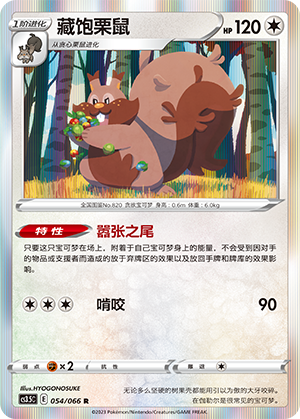 1阶进化
藏饱栗鼠
HP 120
从贪心栗鼠进化
全国图鉴No.820 贪欲宝可梦 身高：0.6m 体重：6.0kg
特性 嚣张之尾
只要这只宝可梦在场上，附着于自己宝可梦身上的能量，不会受到因对手
的物品或支援者而造成的放于弃牌区的效果以及放回手牌和牌库的效果影
响。
啃咬 90
弱点 ×2 抵抗力 撤退
Illus.HYOGONOSUKE
CS3.5C E 054/066 R
无论多么坚硬的树果壳都能用引以为傲的大牙咬碎。
在伽勒尔是很常见的宝可梦。
©2023 Pokémon/Nintendo/Creatures/GAME FREAK.